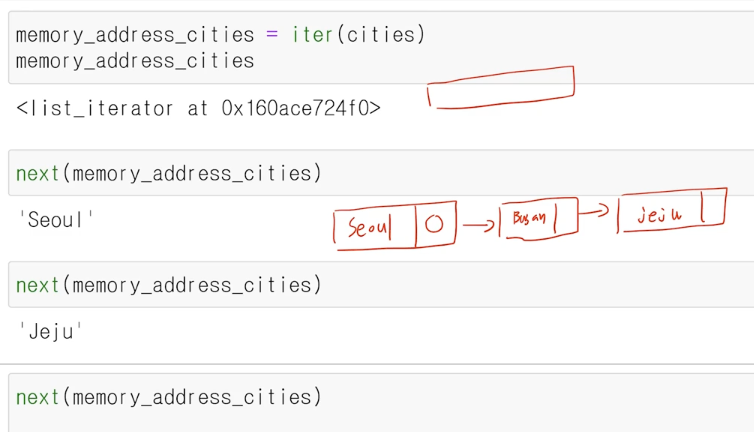 memory_address_cities = iter(cities)
memory_address_cities
<list_iterator at 0x160ace724f0>
next(memory_address_cities)
'Seoul'
Seoul Busan jeju
next(memory_address_cities)
'Jeju'
next(memory_address_cities)